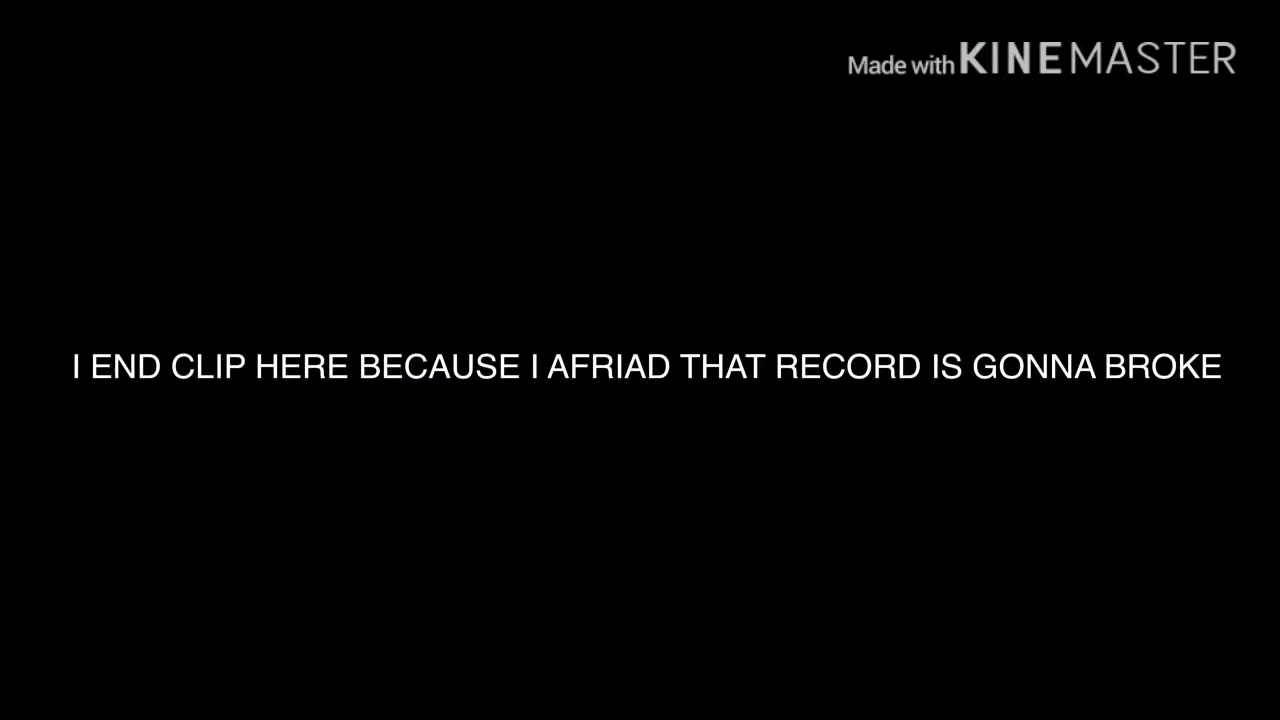 Made with KINEMASTER
I END CLIP HERE BECAUSE I AFRIAD THAT RECORD IS GONNA BROKE